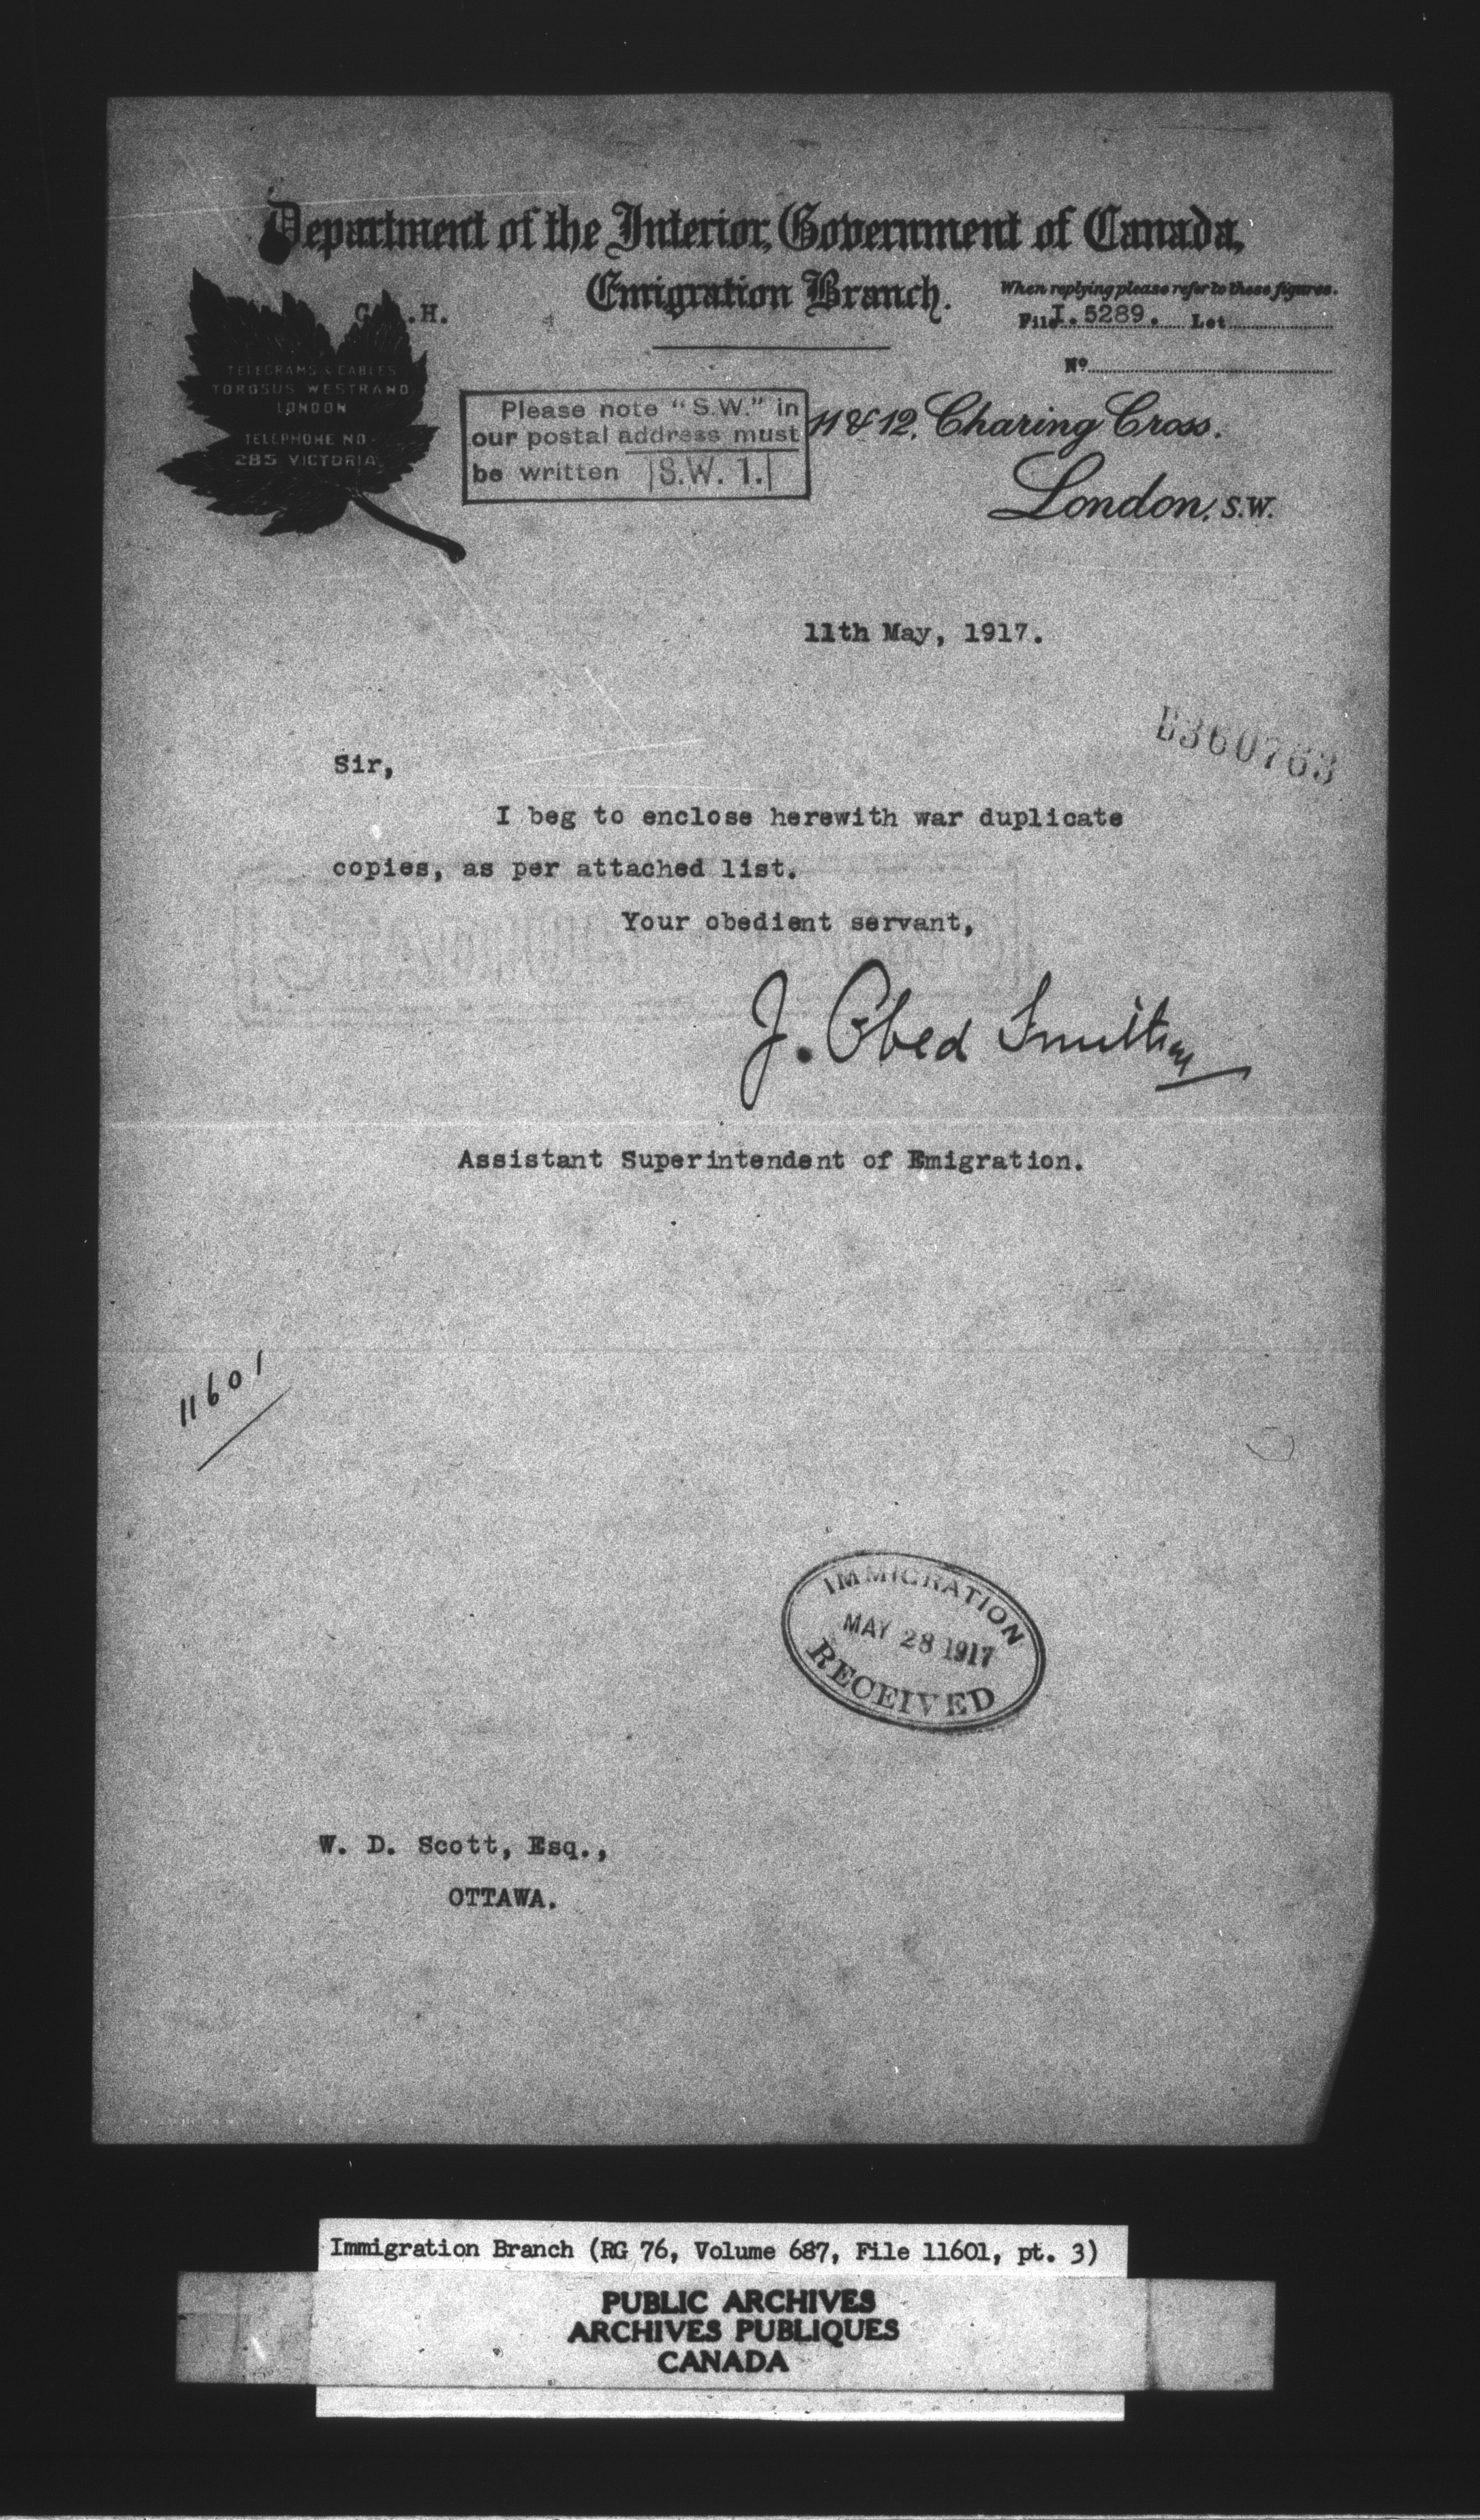 Department of the Interior, Government of Canada,
Emigration Branch.
When replying please refer to these figures.
File I. 5289. Let
.H.
No
TELEGRAMS & CABLES
TOROSUS WESTRAND
LONDON
TELEPHONE NO
285 VICTORIA
Please note "S.W." in
our postal address must
be written S.W. 1.
11 & 12, Charing Cross.
London, S.W.
11th May, 1917.
360763
Sir,
I beg to enclose herewith war duplicate
copies, as per attached list.
Your obedient servant,
J. Obed Smith
Assistant Superintendent of Emigration.
11601
IMMIGRATION
MAY 28 1917
RECEIVED
W. D. Scott, Esq.,
OTTAWA.
Immigration Branch (RG 76, Volume 687, File 11601, pt. 3)
PUBLIC ARCHIVES
ARCHIVES PUBLIQUES
CANADA